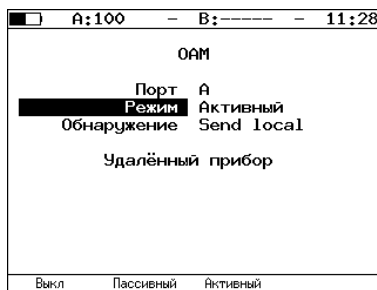 A:100 – B:----- – 11:28
OAM
Порт A
Режим Активный
Обнаружение Send local
Удалённый прибор
Выкл Пассивный Активный